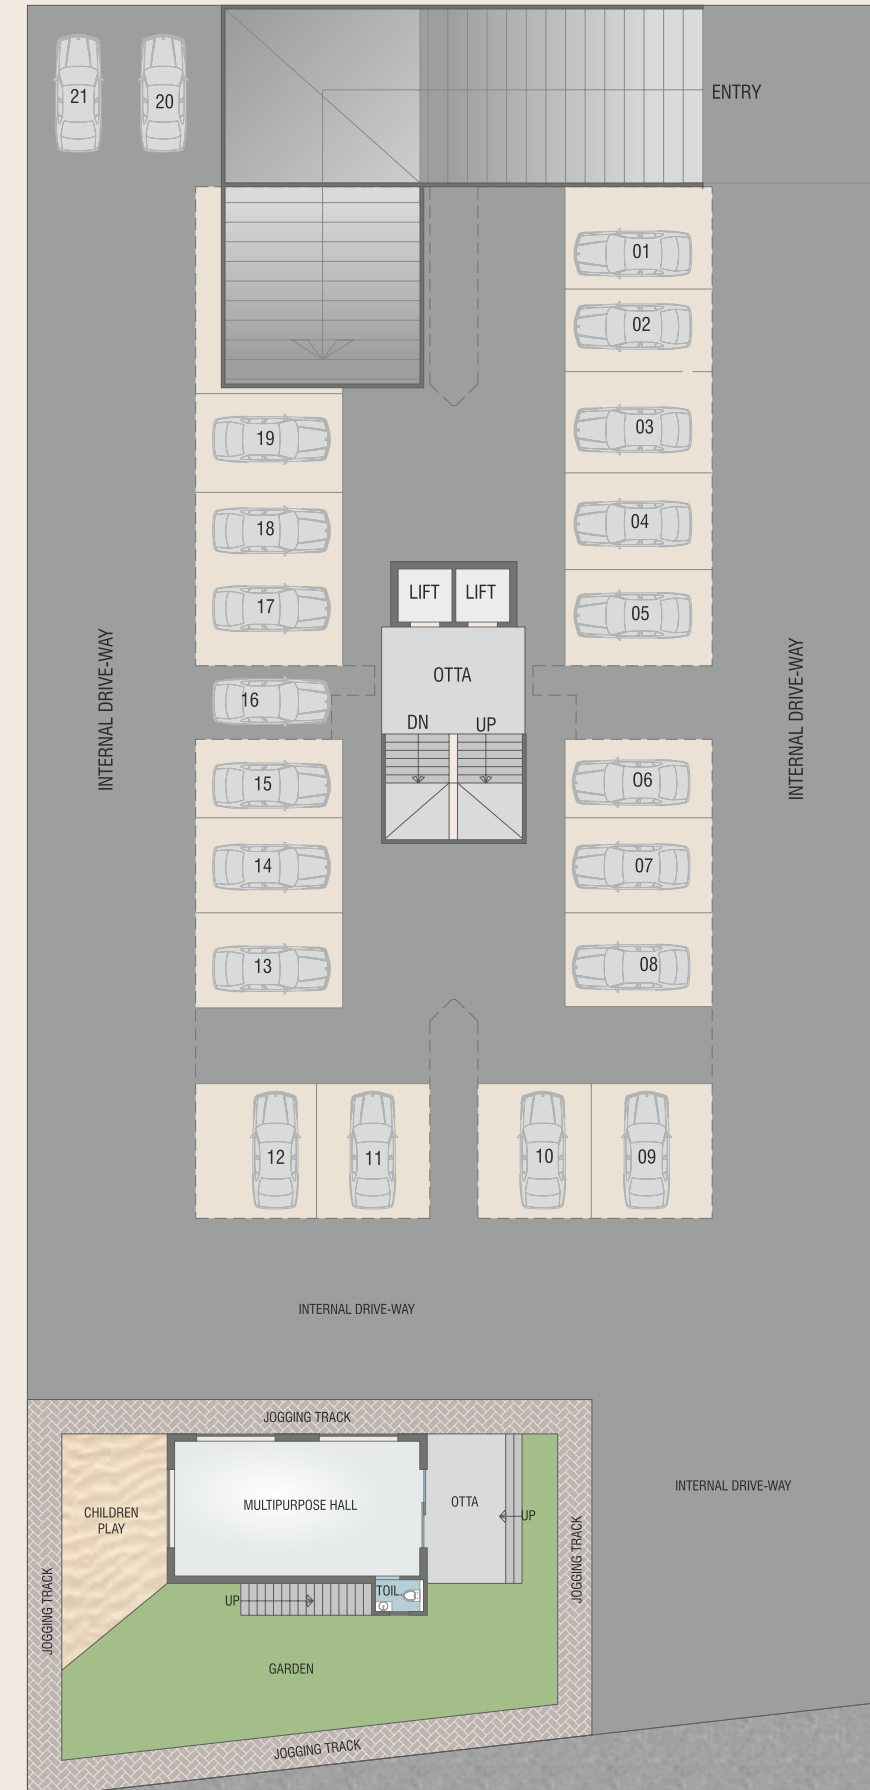 21
20
ENTRY
01
02
03
19
04
18
LIFT
LIFT
17
05
OTTA
INTERNAL DRIVE-WAY
INTERNAL DRIVE-WAY
16
DN
UP
15
06
14
07
13
08
12
11
10
09
INTERNAL DRIVE-WAY
JOGGING TRACK
INTERNAL DRIVE-WAY
CHILDREN
PLAY
MULTIPURPOSE HALL
OTTA
UP
JOGGING TRACK
JOGGING TRACK
TOIL.
UP
GARDEN
JOGGING TRACK